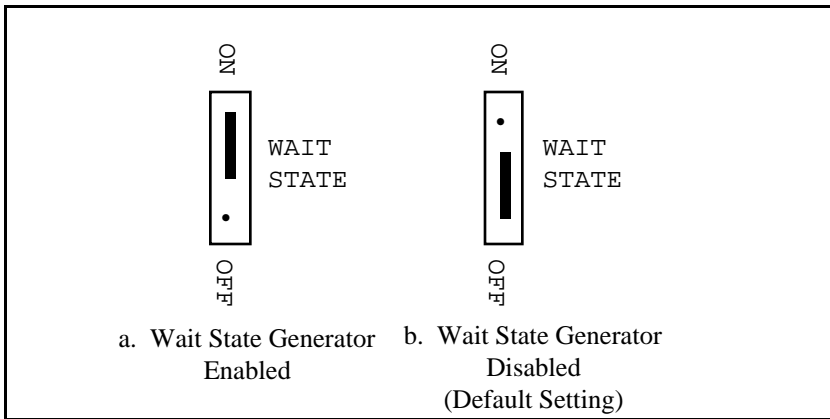 ON
WAIT
STATE
OFF
a. Wait State Generator
Enabled
ON
WAIT
STATE
OFF
b. Wait State Generator
Disabled
(Default Setting)